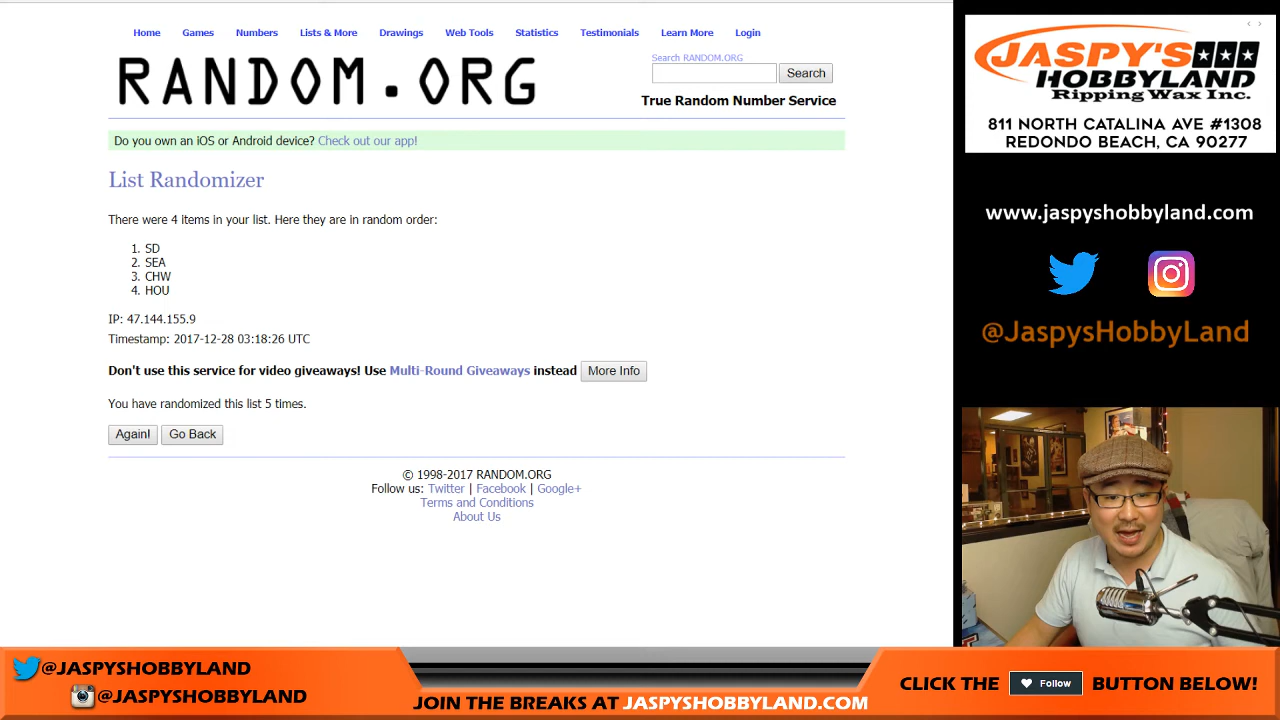 Home Games Numbers Lists & More Drawings Web Tools Statistics Testimonials Learn More Login
RANDOM.ORG
Search RANDOM.ORG
Search
True Random Number Service
Do you own an iOS or Android device? Check out our app!
List Randomizer
There were 4 items in your list. Here they are in random order:
1. SD
2. SEA
3. CHW
4. HOU
IP: 47.144.155.9
Timestamp: 2017-12-28 03:18:26 UTC
Don't use this service for video giveaways! Use Multi-Round Giveaways instead More Info
You have randomized this list 5 times.
Again! Go Back
© 1998-2017 RANDOM.ORG
Follow us: Twitter | Facebook | Google+
Terms and Conditions
About Us
JASPY'S
HOBBYLAND
Ripping Wax Inc.
811 NORTH CATALINA AVE #1308
REDONDO BEACH, CA 90277
www.jaspyshobbyland.com
@JaspysHobbyLand
@JASPYSHOBBYLAND
@JASPYSHOBBYLAND
JOIN THE BREAKS AT JASPYSHOBBYLAND.COM
CLICK THE Follow BUTTON BELOW!